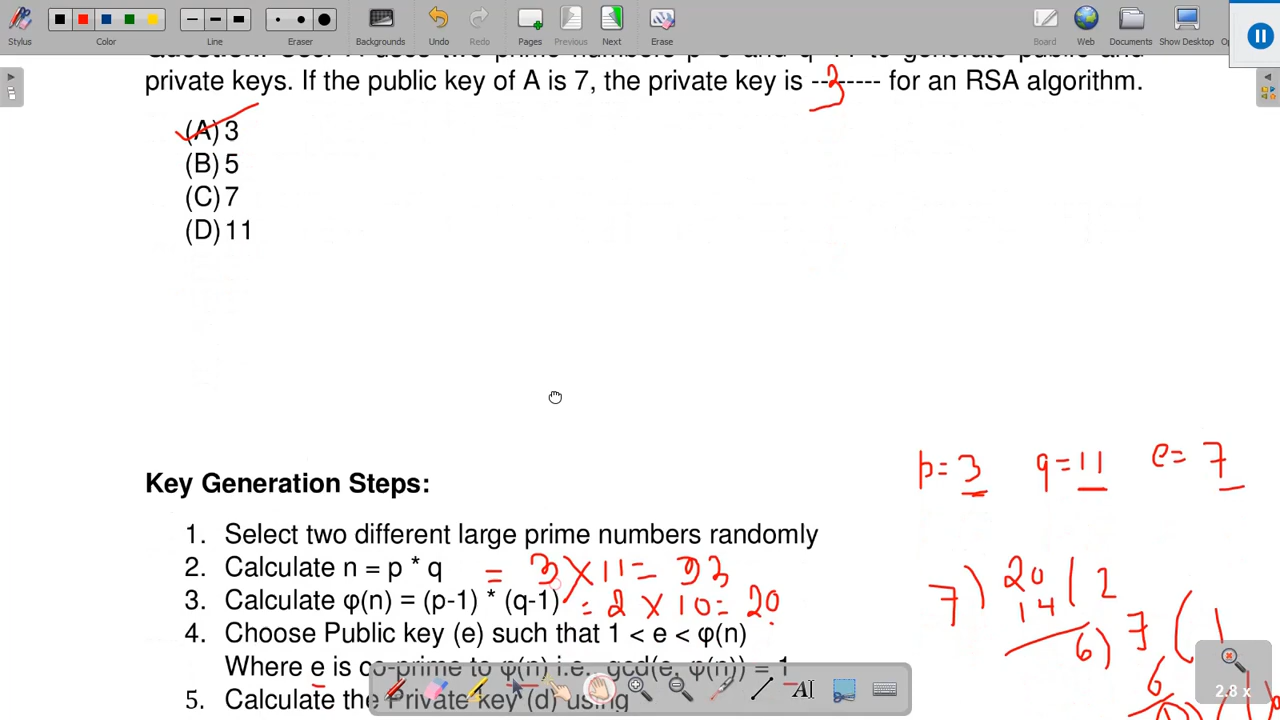 Stylus Color Line Eraser Backgrounds Undo Redo Pages Previous Next Erase Board Web Documents Show Desktop
private keys. If the public key of A is 7, the private key is --3------ for an RSA algorithm.
(A) 3
(B) 5
(C) 7
(D) 11
p = 3 q = 11 e = 7
Key Generation Steps:
1. Select two different large prime numbers randomly
2. Calculate n = p * q = 3 × 11 = 33
3. Calculate φ(n) = (p-1) * (q-1) = 2 × 10 = 20
7 ) 20 ( 2
14
6 ) 7 ( 1
6
4. Choose Public key (e) such that 1 < e < φ(n)
Where e is co-prime to φ(n) i.e. gcd(e, φ(n)) = 1
5. Calculate the Private key (d) using
2.8 x